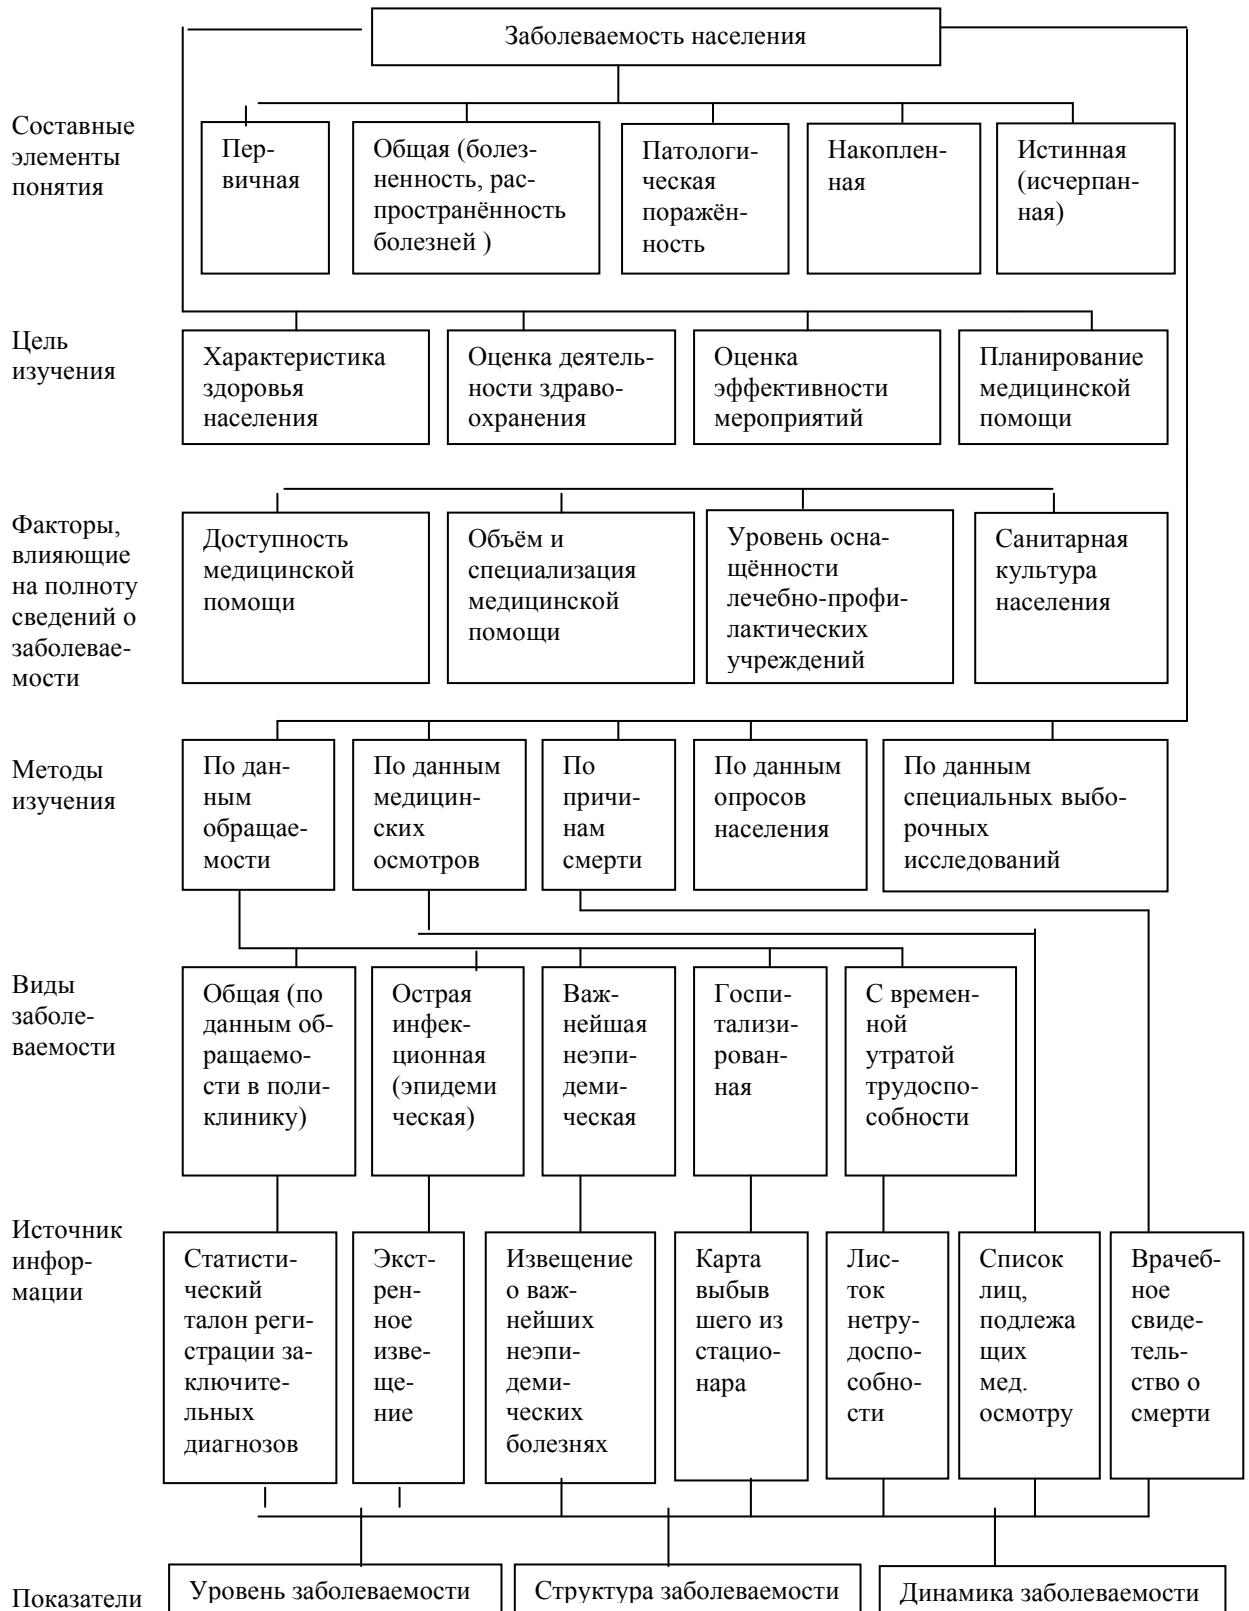 Заболеваемость населения
Составные
элементы
понятия
Пер-
вичная
Общая (болез-
ненность, рас-
пространённость
болезней )
Патологи-
ческая
поражён-
ность
Накоплен-
ная
Истинная
(исчерпан-
ная)
Цель
изучения
Характеристика
здоровья
населения
Оценка деятель-
ности здраво-
охранения
Оценка
эффективности
мероприятий
Планирование
медицинской
помощи
Факторы,
влияющие
на полноту
сведений о
заболевае-
мости
Доступность
медицинской
помощи
Объём и
специализация
медицинской
помощи
Уровень осна-
щённости
лечебно-профи-
лактических
учреждений
Санитарная
культура
населения
Методы
изучения
По дан-
ным
обращае-
мости
По данным
медицин-
ских
осмотров
По
причи-
нам
смерти
По данным
опросов
населения
По данным
специальных выбо-
рочных
исследований
Виды
заболе-
ваемости
Общая (по
данным об-
ращаемо-
сти в поли-
клинику)
Острая
инфек-
ционная
(эпидеми
ческая)
Важ-
нейшая
неэпи-
деми-
ческая
Госпи-
тализи-
рован-
ная
С времен-
ной
утратой
трудоспо-
собности
Источник
инфор-
мации
Статисти-
ческий
талон реги-
страции за-
ключите-
льных
диагнозов
Экст-
рен-
ное
изве-
ще-
ние
Извещение
о важ-
нейших
неэпи-
деми-
ческих
болезнях
Карта
выбыв
шего из
стацио-
нара
Лис-
ток
нетру-
доспо-
собно-
сти
Список
лиц,
подлежа
щих
мед.
осмотру
Врачеб-
ное
свиде-
тель-
ство о
смерти
Показатели
Уровень заболеваемости
Структура заболеваемости
Динамика заболеваемости